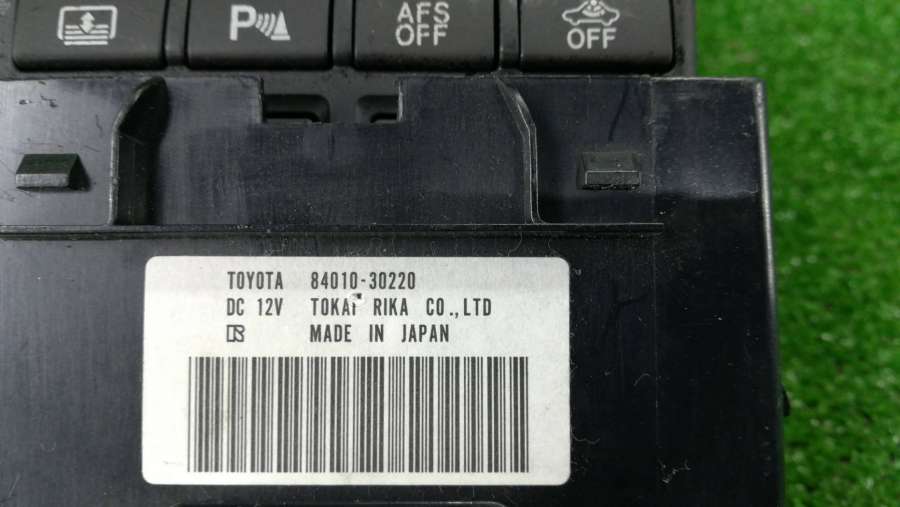 P
AFS
OFF
OFF
TOYOTA 84010-30220
DC 12V TOKAI RIKA CO.,LTD
MADE IN JAPAN